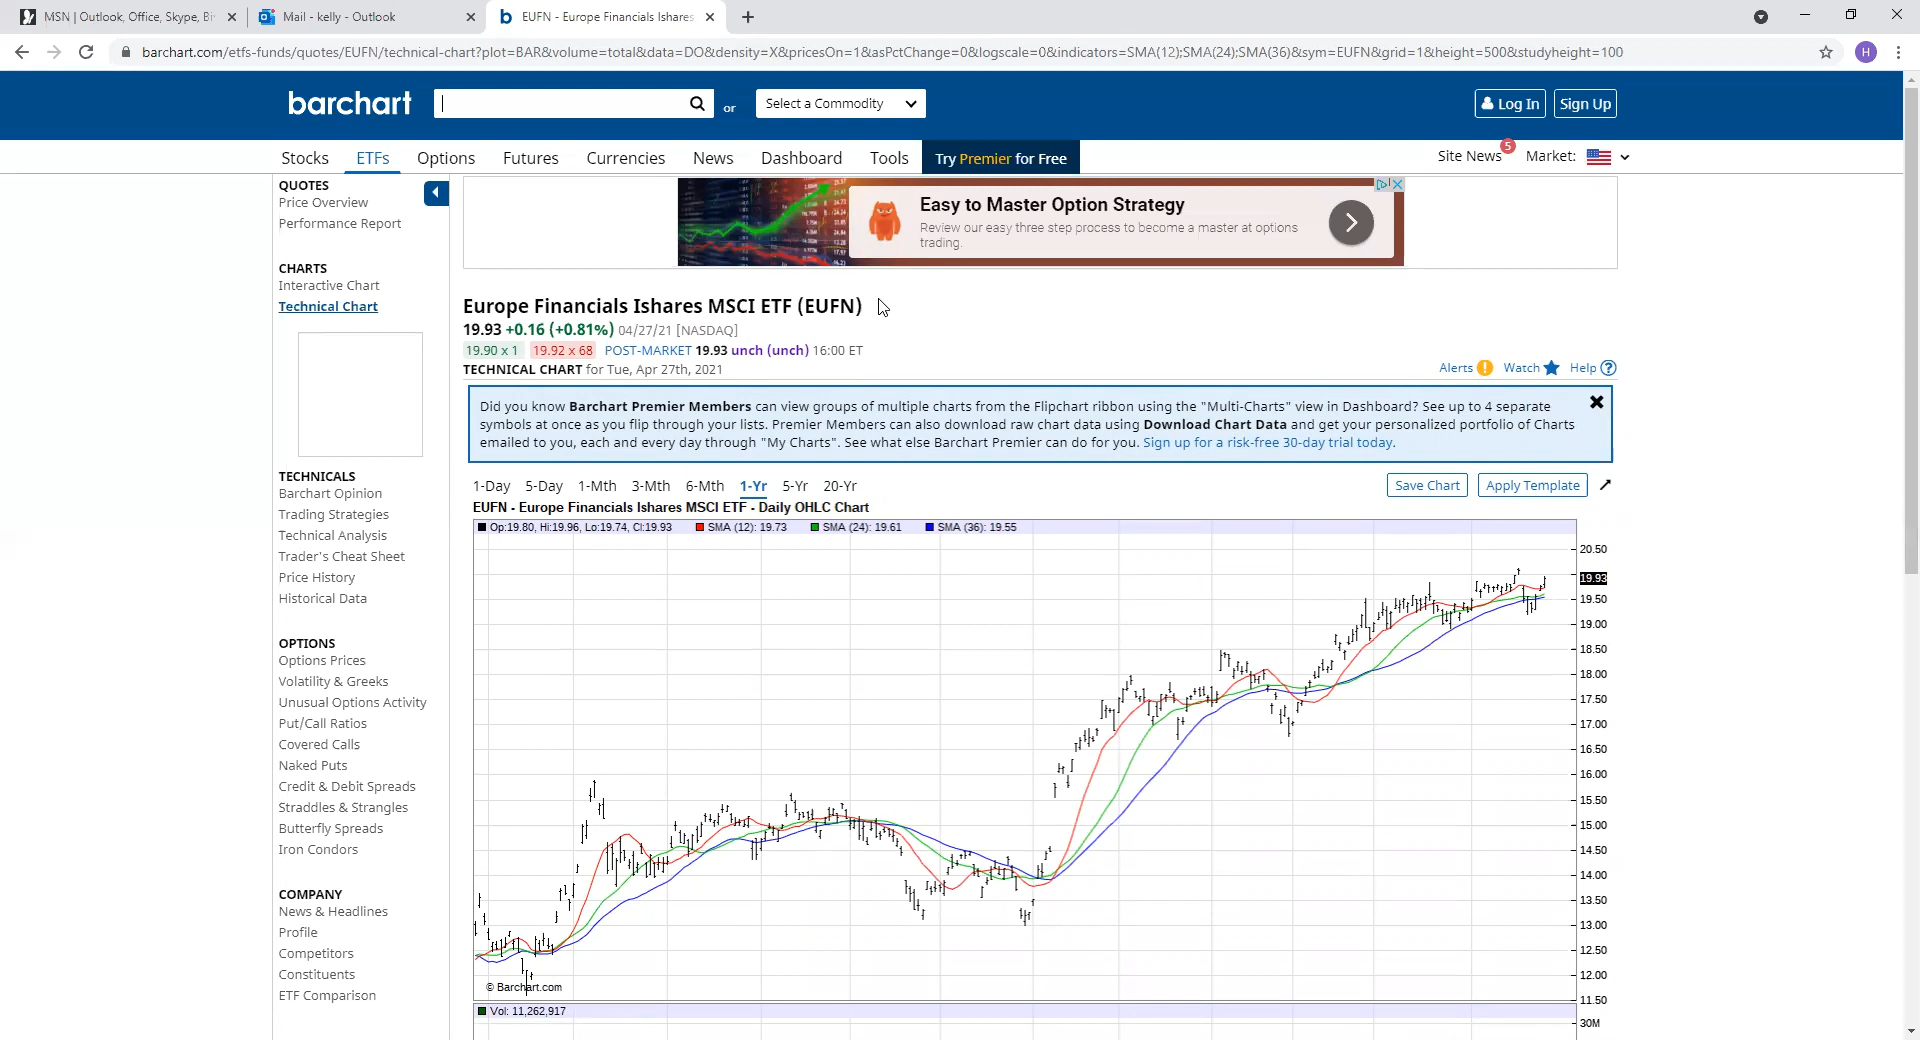 MSN | Outlook, Office, Skype, Bi
Mail - kelly - Outlook
EUFN - Europe Financials Ishares
barchart.com/etfs-funds/quotes/EUFN/technical-chart?plot=BAR&volume=total&data=DO&density=X&pricesOn=1&asPctChange=0&logscale=0&indicators=SMA(12);SMA(24);SMA(36)&sym=EUFN&grid=1&height=500&studyheight=100
H
barchart
or
Select a Commodity
Log In
Sign Up
Stocks ETFs Options Futures Currencies News Dashboard Tools Try Premier for Free
Site News 5 Market:
QUOTES
Price Overview
Performance Report
CHARTS
Interactive Chart
Technical Chart
TECHNICALS
Barchart Opinion
Trading Strategies
Technical Analysis
Trader's Cheat Sheet
Price History
Historical Data
OPTIONS
Options Prices
Volatility & Greeks
Unusual Options Activity
Put/Call Ratios
Covered Calls
Naked Puts
Credit & Debit Spreads
Straddles & Strangles
Butterfly Spreads
Iron Condors
COMPANY
News & Headlines
Profile
Competitors
Constituents
ETF Comparison
Easy to Master Option Strategy
Review our easy three step process to become a master at options
trading.
Europe Financials Ishares MSCI ETF (EUFN)
19.93 +0.16 (+0.81%) 04/27/21 [NASDAQ]
19.90 x 1 19.92 x 68 POST-MARKET 19.93 unch (unch) 16:00 ET
TECHNICAL CHART for Tue, Apr 27th, 2021
Alerts Watch Help
Did you know Barchart Premier Members can view groups of multiple charts from the Flipchart ribbon using the "Multi-Charts" view in Dashboard? See up to 4 separate
symbols at once as you flip through your lists. Premier Members can also download raw chart data using Download Chart Data and get your personalized portfolio of Charts
emailed to you, each and every day through "My Charts". See what else Barchart Premier can do for you. Sign up for a risk-free 30-day trial today.
1-Day 5-Day 1-Mth 3-Mth 6-Mth 1-Yr 5-Yr 20-Yr
Save Chart
Apply Template
EUFN - Europe Financials Ishares MSCI ETF - Daily OHLC Chart
Op:19.80, Hi:19.96, Lo:19.74, Cl:19.93 SMA (12): 19.73 SMA (24): 19.61 SMA (36): 19.55
20.50
19.93
19.50
19.00
18.50
18.00
17.50
17.00
16.50
16.00
15.50
15.00
14.50
14.00
13.50
13.00
12.50
12.00
11.50
© Barchart.com
Vol: 11,262,917
30M